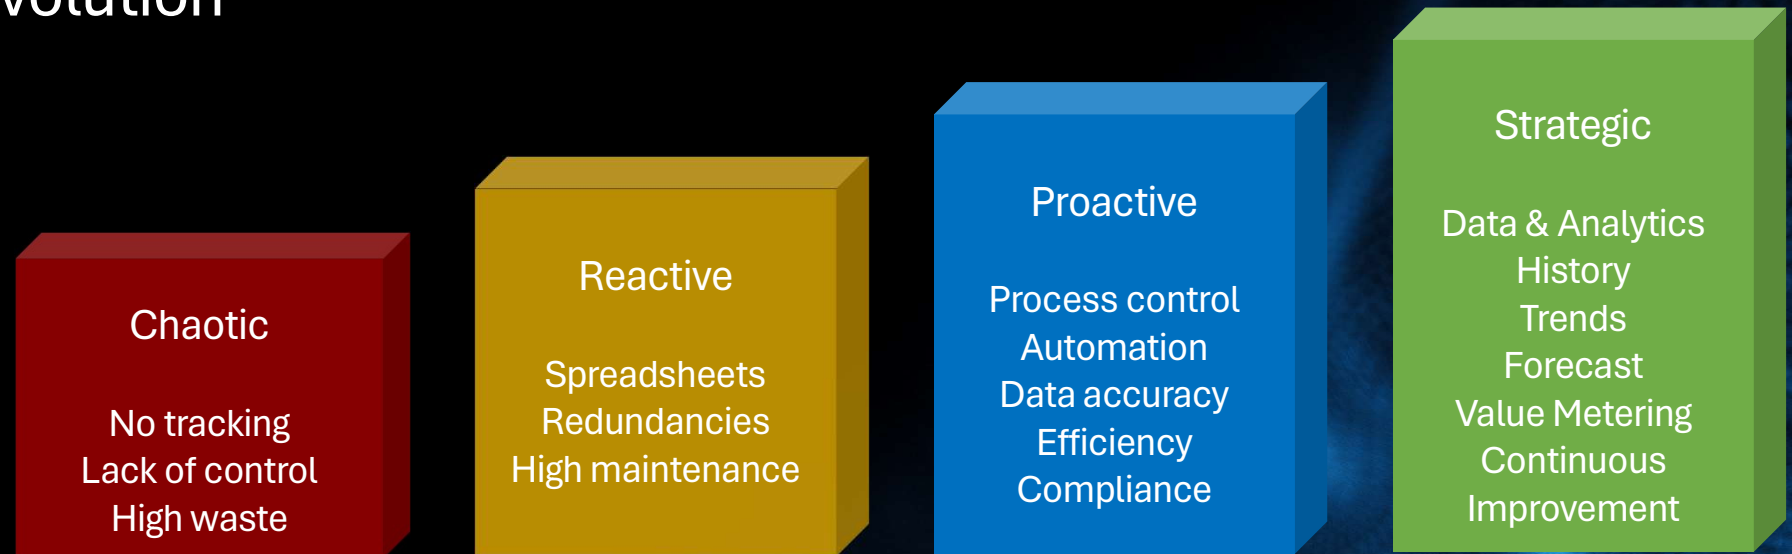 volution
Chaotic
No tracking
Lack of control
High waste
Reactive
Spreadsheets
Redundancies
High maintenance
Proactive
Process control
Automation
Data accuracy
Efficiency
Compliance
Strategic
Data & Analytics
History
Trends
Forecast
Value Metering
Continuous
Improvement